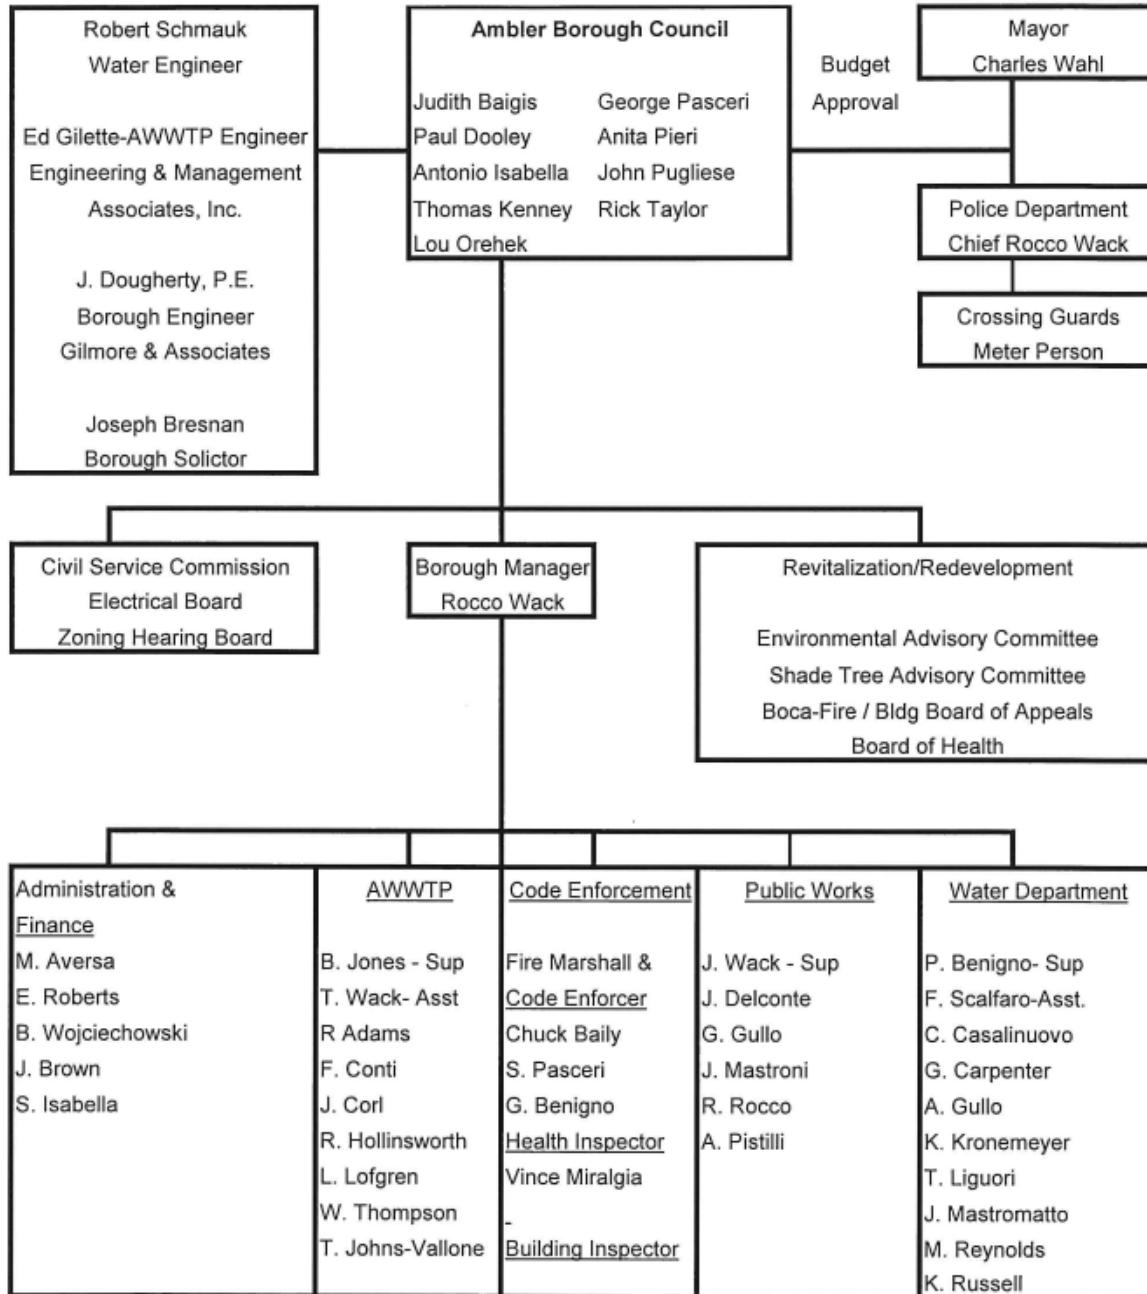 Robert Schmauk
Water Engineer
Ed Gilette-AWWTP Engineer
Engineering & Management
Associates, Inc.
J. Dougherty, P.E.
Borough Engineer
Gilmore & Associates
Joseph Bresnan
Borough Solictor
Ambler Borough Council
Judith Baigis George Pasceri
Paul Dooley Anita Pieri
Antonio Isabella John Pugliese
Thomas Kenney Rick Taylor
Lou Orehek
Budget
Approval
Mayor
Charles Wahl
Police Department
Chief Rocco Wack
Crossing Guards
Meter Person
Civil Service Commission
Electrical Board
Zoning Hearing Board
Borough Manager
Rocco Wack
Revitalization/Redevelopment
Environmental Advisory Committee
Shade Tree Advisory Committee
Boca-Fire / Bldg Board of Appeals
Board of Health
Administration &
Finance
M. Aversa
E. Roberts
B. Wojciechowski
J. Brown
S. Isabella
AWWTP
B. Jones - Sup
T. Wack- Asst
R Adams
F. Conti
J. Corl
R. Hollinsworth
L. Lofgren
W. Thompson
T. Johns-Vallone
Code Enforcement
Fire Marshall &
Code Enforcer
Chuck Baily
S. Pasceri
G. Benigno
Health Inspector
Vince Miralgia
Building Inspector
Public Works
J. Wack - Sup
J. Delconte
G. Gullo
J. Mastroni
R. Rocco
A. Pistilli
Water Department
P. Benigno- Sup
F. Scalfaro-Asst.
C. Casalinuovo
G. Carpenter
A. Gullo
K. Kronemeyer
T. Liguori
J. Mastromatto
M. Reynolds
K. Russell